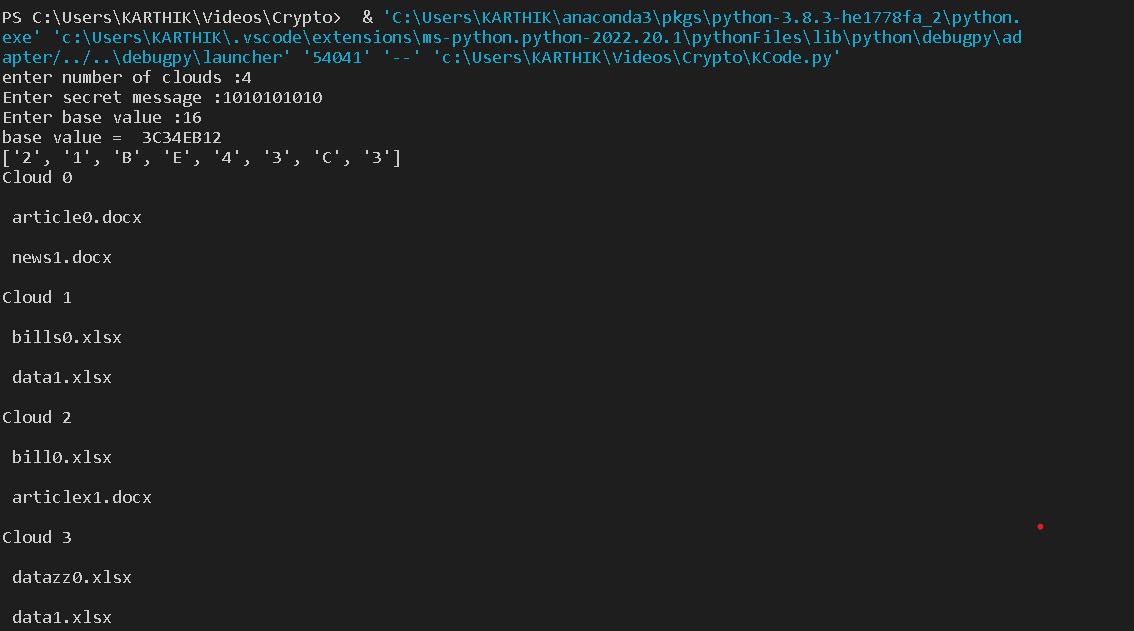 PS C:\Users\KARTHIK\Videos\Crypto>  & 'C:\Users\KARTHIK\anaconda3\pkgs\python-3.8.3-he1778fa_2\python.
exe' 'c:\Users\KARTHIK\.vscode\extensions\ms-python.python-2022.20.1\pythonFiles\lib\python\debugpy\ad
apter/../..\debugpy\launcher' '54041' '--' 'c:\Users\KARTHIK\Videos\Crypto\KCode.py'
enter number of clouds :4
Enter secret message :1010101010
Enter base value :16
base value =  3C34EB12
['2', '1', 'B', 'E', '4', '3', 'C', '3']
Cloud 0
article0.docx
news1.docx
Cloud 1
bills0.xlsx
data1.xlsx
Cloud 2
bill0.xlsx
articlex1.docx
Cloud 3
datazz0.xlsx
data1.xlsx